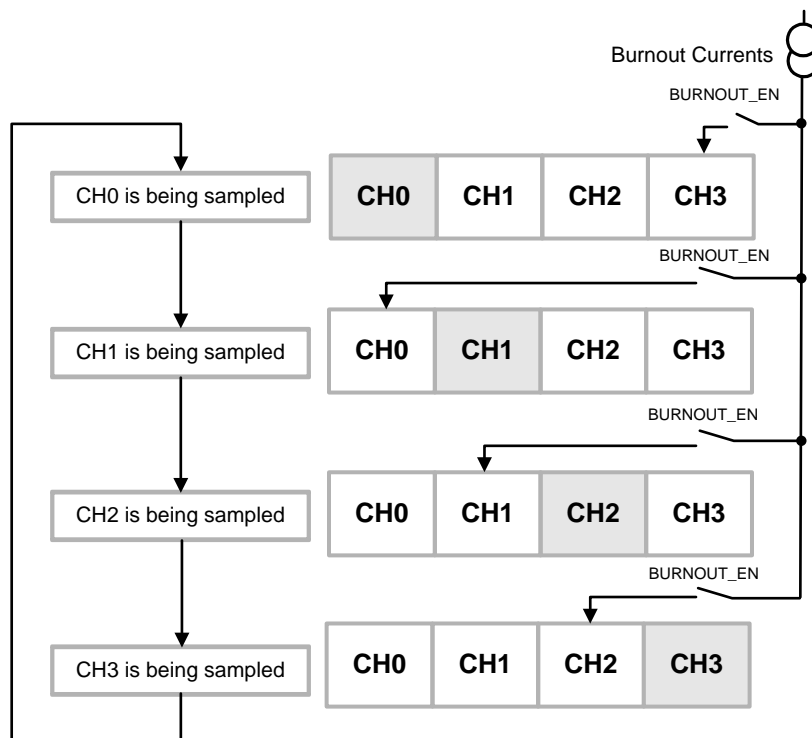 Burnout Currents
BURNOUT_EN
CH0 is being sampled
CH0 CH1 CH2 CH3
BURNOUT_EN
CH1 is being sampled
CH0 CH1 CH2 CH3
BURNOUT_EN
CH2 is being sampled
CH0 CH1 CH2 CH3
BURNOUT_EN
CH3 is being sampled
CH0 CH1 CH2 CH3